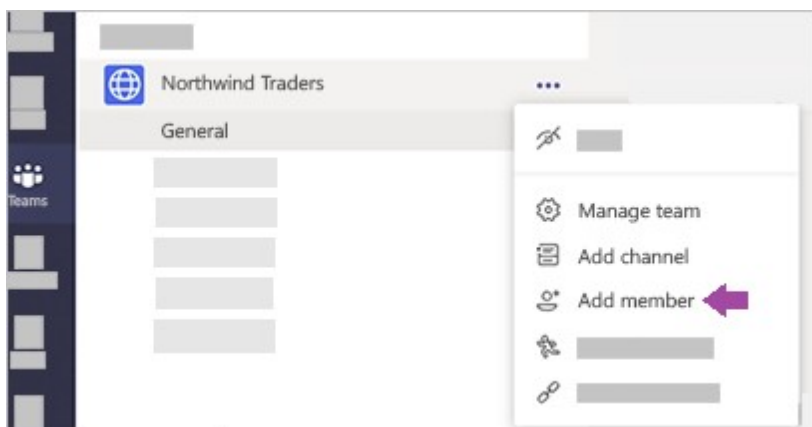 Northwind Traders
General
Teams
Manage team
Add channel
Add member